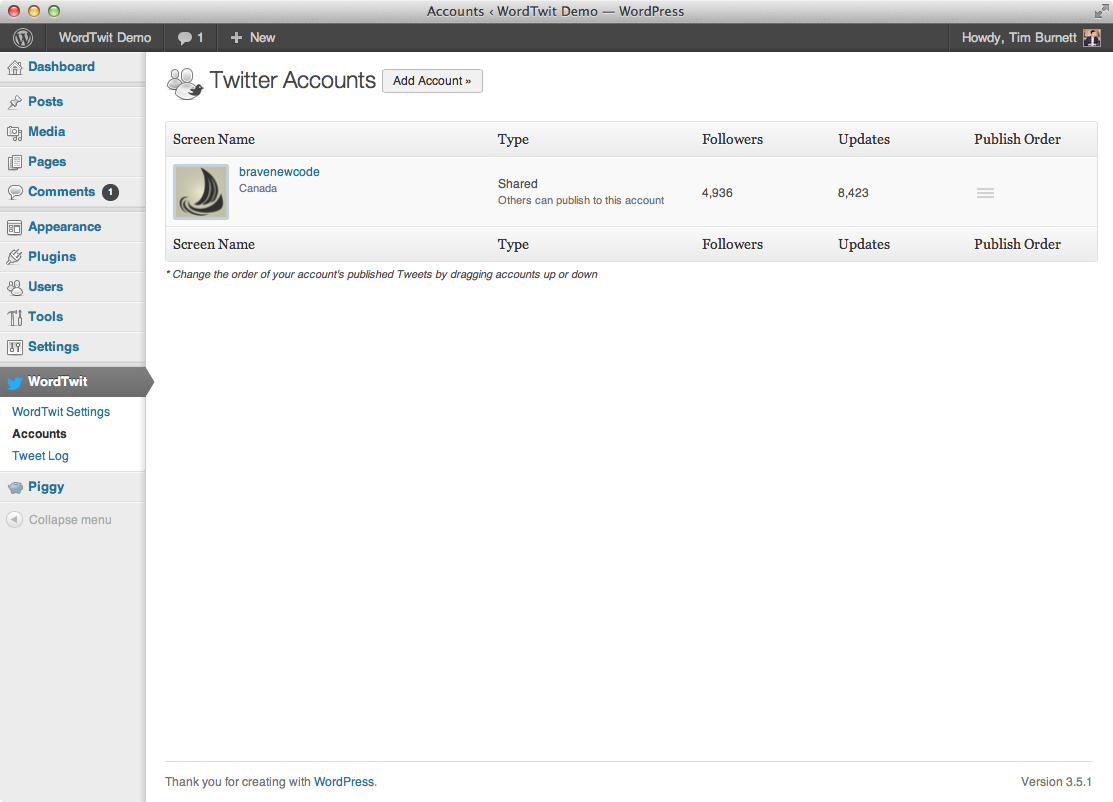 Accounts ‹ WordTwit Demo — WordPress
WordTwit Demo 1 New Howdy, Tim Burnett
Dashboard
Posts
Media
Pages
Comments 1
Appearance
Plugins
Users
Tools
Settings
WordTwit
WordTwit Settings
Accounts
Tweet Log
Piggy
Collapse menu
Twitter Accounts Add Account »
Screen Name Type Followers Updates Publish Order
bravenewcode
Canada
Shared
Others can publish to this account
4,936 8,423
Screen Name Type Followers Updates Publish Order
* Change the order of your account's published Tweets by dragging accounts up or down
Thank you for creating with WordPress. Version 3.5.1